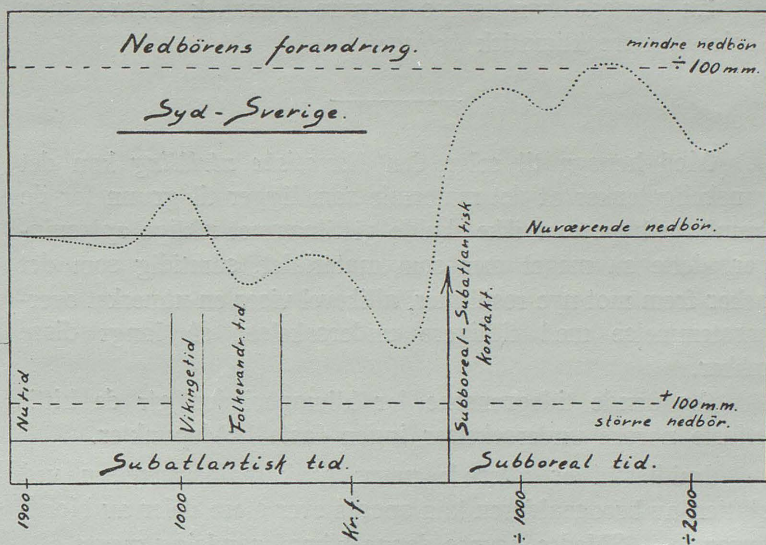 Nedbörens forandring.
mindre nedbör
÷ 100 m.m.
Syd-Sverige.
Nuværende nedbör.
Nutid
Vikingetid
Folkevandr. tid
Subboreal-Subatlantisk
kontakt.
+ 100 m.m.
större nedbör.
Subatlantisk tid.
Subboreal tid.
1900
1000
Kr. f.
÷ 1000
÷ 2000